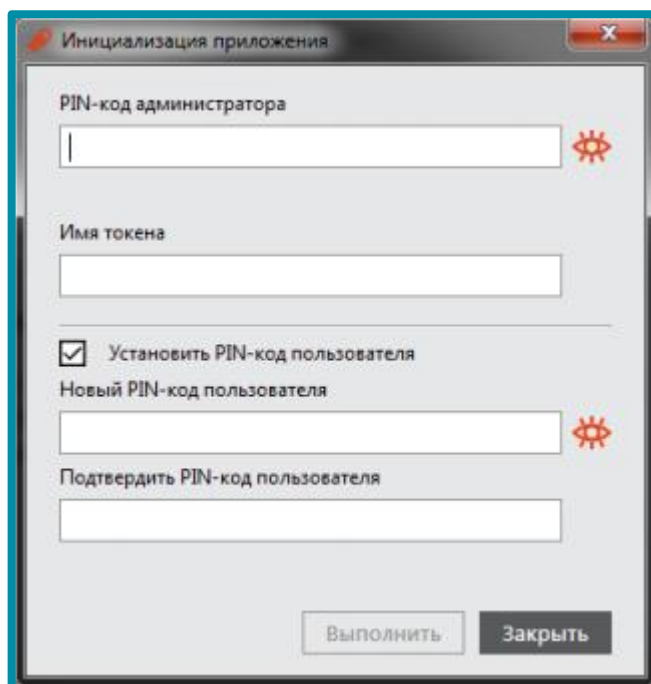 Инициализация приложения
PIN-код администратора
Имя токена
Установить PIN-код пользователя
Новый PIN-код пользователя
Подтвердить PIN-код пользователя
Выполнить Закрыть